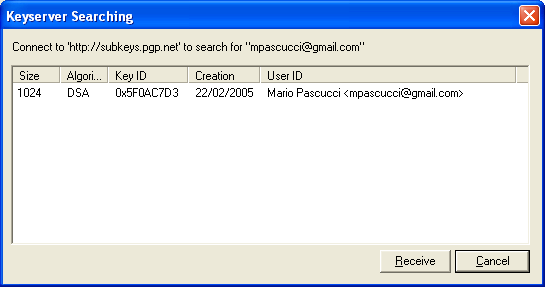 Keyserver Searching
Connect to 'http://subkeys.pgp.net' to search for "mpascucci@gmail.com"
Size Algori... Key ID Creation User ID
1024 DSA 0x5F0AC7D3 22/02/2005 Mario Pascucci <mpascucci@gmail.com>
Receive Cancel